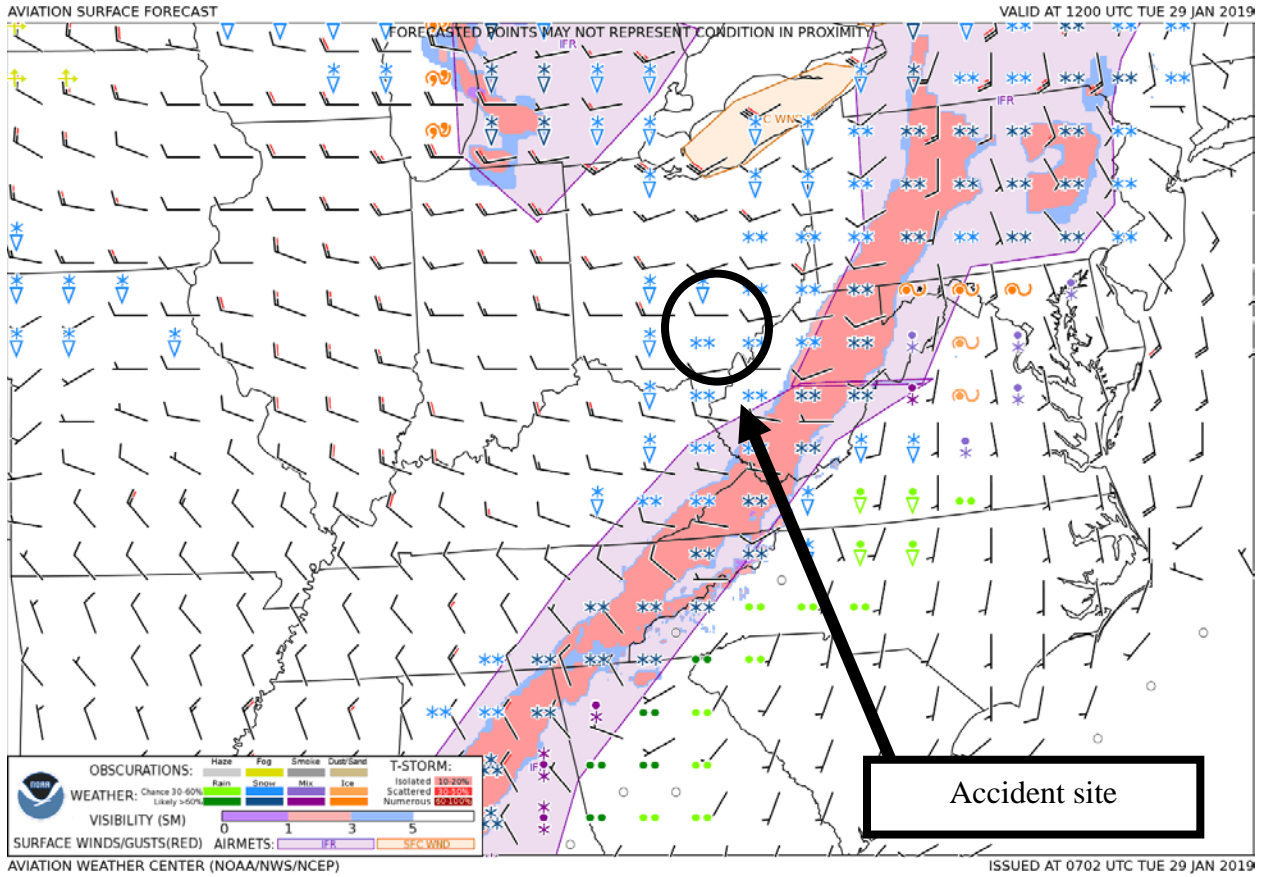 AVIATION SURFACE FORECAST
VALID AT 1200 UTC TUE 29 JAN 2019
FORECASTED POINTS MAY NOT REPRESENT CONDITION IN PROXIMITY
IFR
IFR
C WND
IF
Accident site
NOAA
OBSCURATIONS:
Haze Fog Smoke Dust/Sand
WEATHER:
Rain Snow Mix Ice
Chance 30-60%
Likely >60%
T-STORM:
Isolated 10-20%
Scattered 30-50%
Numerous 60-100%
VISIBILITY (SM)
0 1 3 5
SURFACE WINDS/GUSTS(RED) AIRMETS: IFR SFC WND
AVIATION WEATHER CENTER (NOAA/NWS/NCEP)
ISSUED AT 0702 UTC TUE 29 JAN 2019